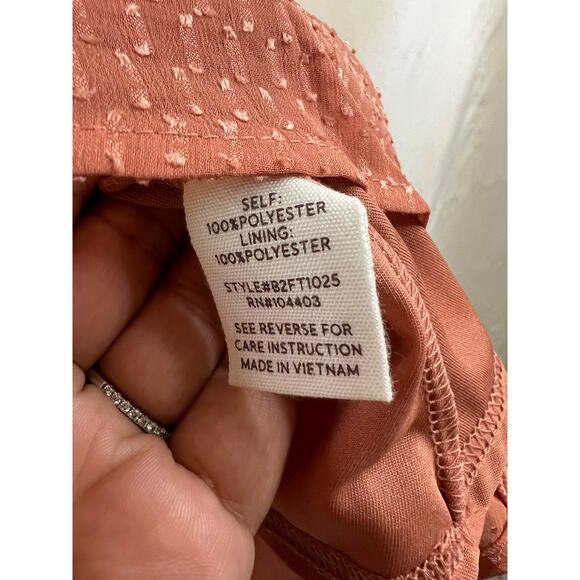 SELF:
100%POLYESTER
LINING:
100%POLYESTER
STYLE#B2FT1025
RN#104403
SEE REVERSE FOR
CARE INSTRUCTION
MADE IN VIETNAM